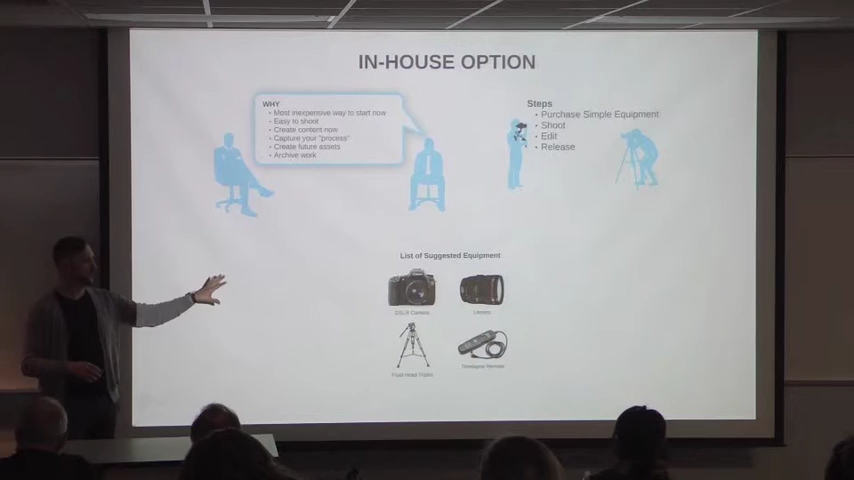 IN-HOUSE OPTION
WHY
• Most inexpensive way to start now
• Easy to shoot
• Create content now
• Capture your "process"
• Create future assets
• Archive work
Steps
• Purchase Simple Equipment
• Shoot
• Edit
• Release
List of Suggested Equipment
DSLR Camera
Lenses
Fluid Head Tripod
Timelapse Remote